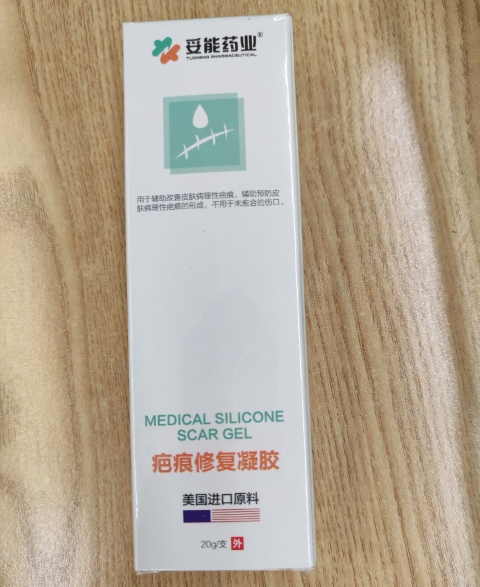 妥能药业®
TUONENG PHARMACEUTICAL
用于辅助改善皮肤病理性疤痕、辅助预防皮
肤病理性疤痕的形成，不用于未愈合的伤口。
MEDICAL SILICONE
SCAR GEL
疤痕修复凝胶
美国进口原料
20g/支 外